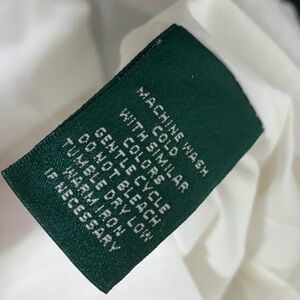 MACHINE WASH
COLD
WITH SIMILAR
COLORS
GENTLE CYCLE
DO NOT BLEACH
TUMBLE DRY LOW
WARM IRON
IF NECESSARY